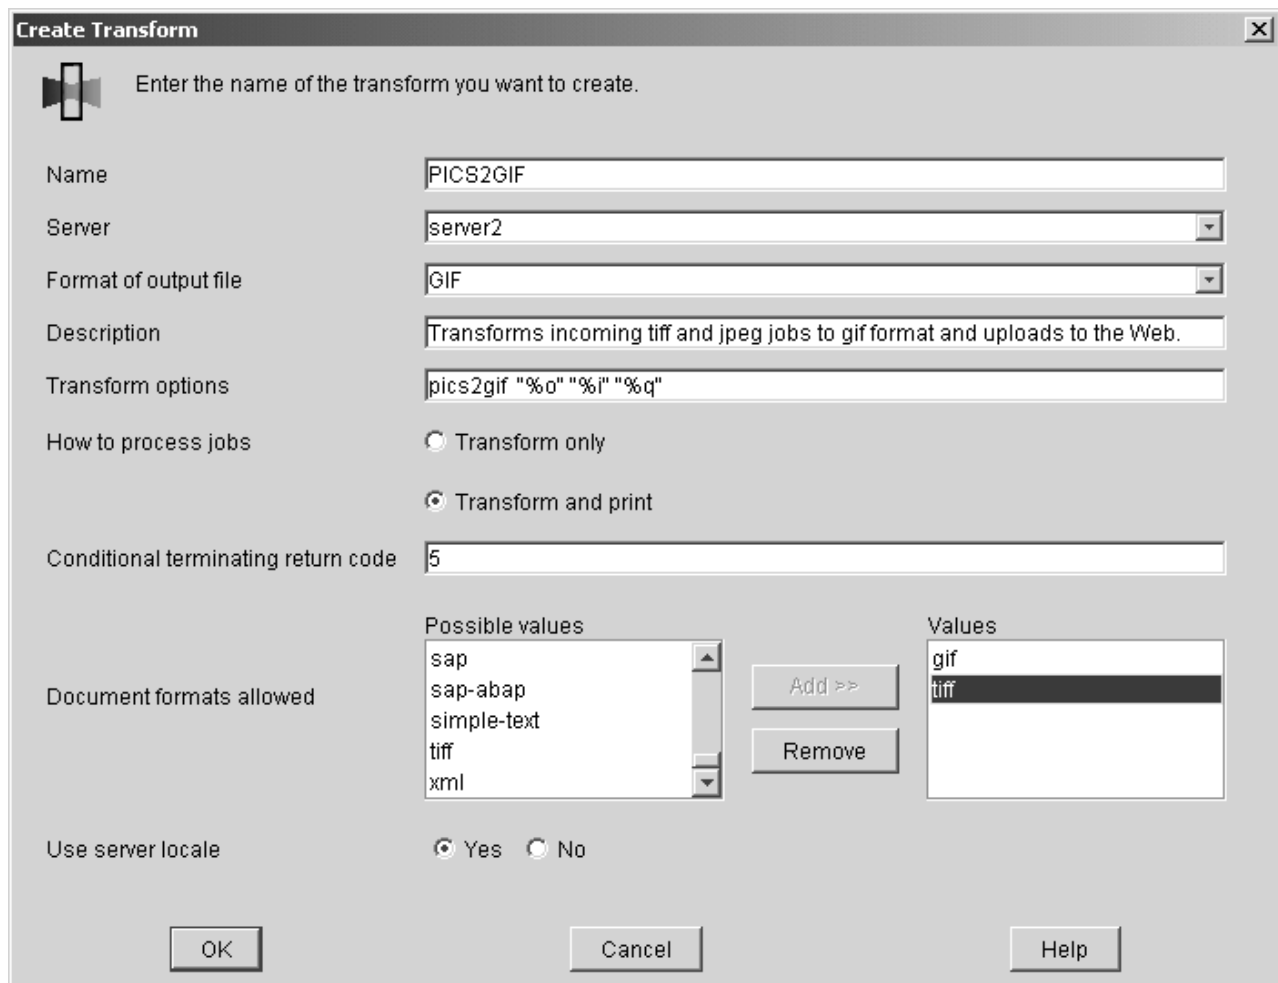 Create Transform
Enter the name of the transform you want to create.
Name PICS2GIF
Server server2
Format of output file GIF
Description Transforms incoming tiff and jpeg jobs to gif format and uploads to the Web.
Transform options pics2gif "%o" "%i" "%q"
How to process jobs Transform only
Transform and print
Conditional terminating return code 5
Possible values Values
sap gif
sap-abap Add >> tiff
Document formats allowed
simple-text
tiff Remove
xml
Use server locale Yes No
OK Cancel Help